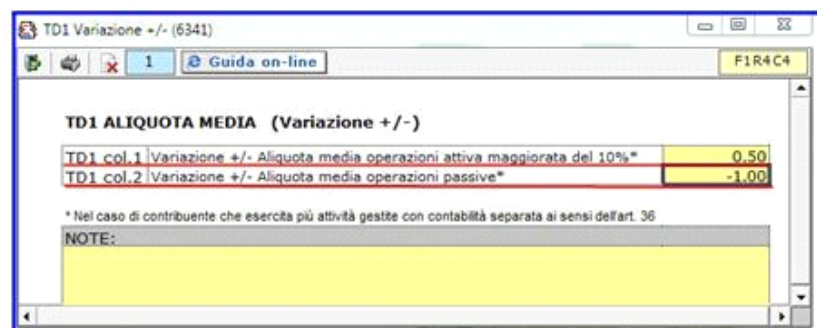 TD1 Variazione +/- (6341)
1 Guida on-line F1R4C4
TD1 ALIQUOTA MEDIA (Variazione +/-)
TD1 col.1 Variazione +/- Aliquota media operazioni attiva maggiorata del 10%* 0.50
TD1 col.2 Variazione +/- Aliquota media operazioni passive* -1.00
* Nel caso di contribuente che esercita più attività gestite con contabilità separata ai sensi dell'art. 36
NOTE: